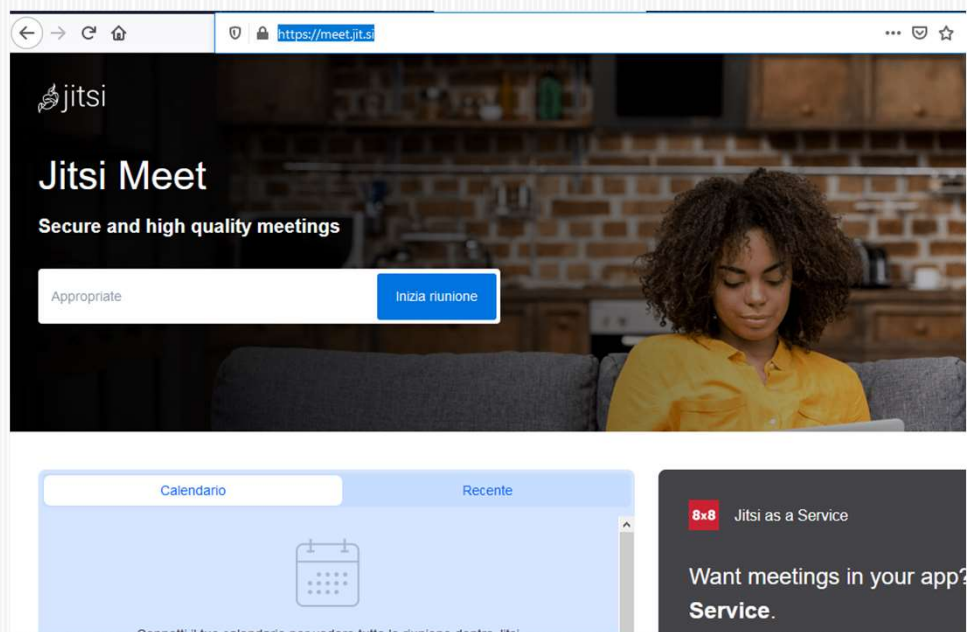 https://meet.jit.si
jitsi
Jitsi Meet
Secure and high quality meetings
Appropriate
Inizia riunione
Calendario
Recente
8x8 Jitsi as a Service
Want meetings in your app?
Service.